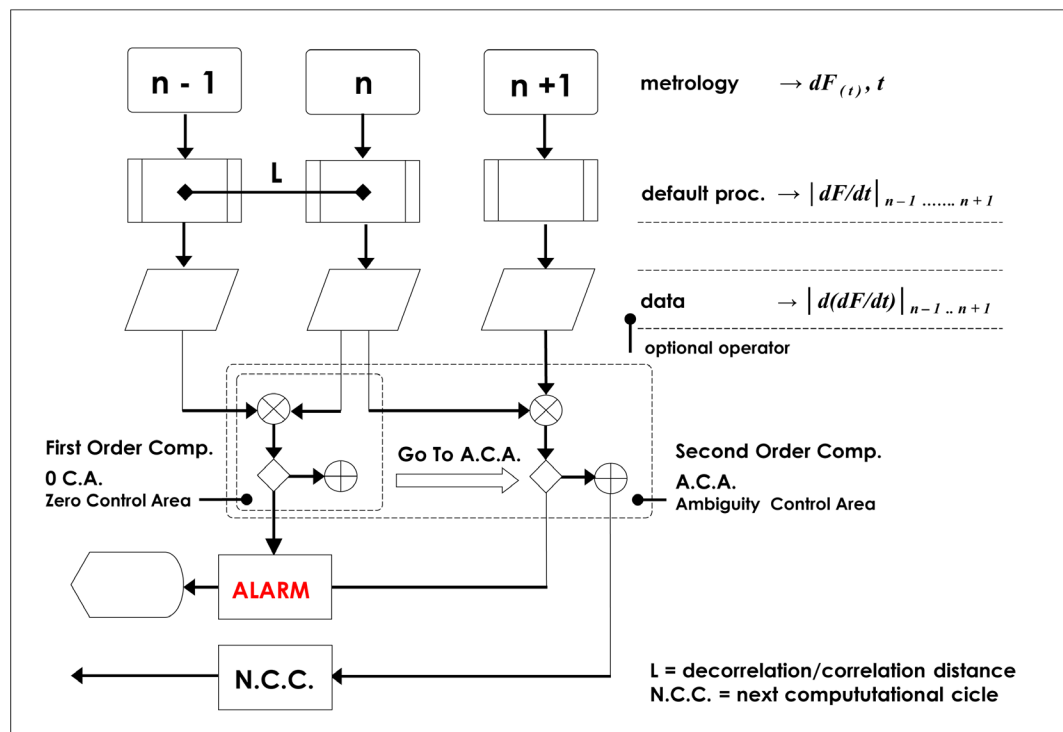 n - 1
n
n +1
metrology → dF (t), t
L
default proc. → | dF/dt | n – 1 ....... n + 1
data → | d(dF/dt) | n – 1 .. n + 1
optional operator
First Order Comp.
0 C.A.
Zero Control Area
Go To A.C.A.
Second Order Comp.
A.C.A.
Ambiguity Control Area
ALARM
N.C.C.
L = decorrelation/correlation distance
N.C.C. = next compututational cicle